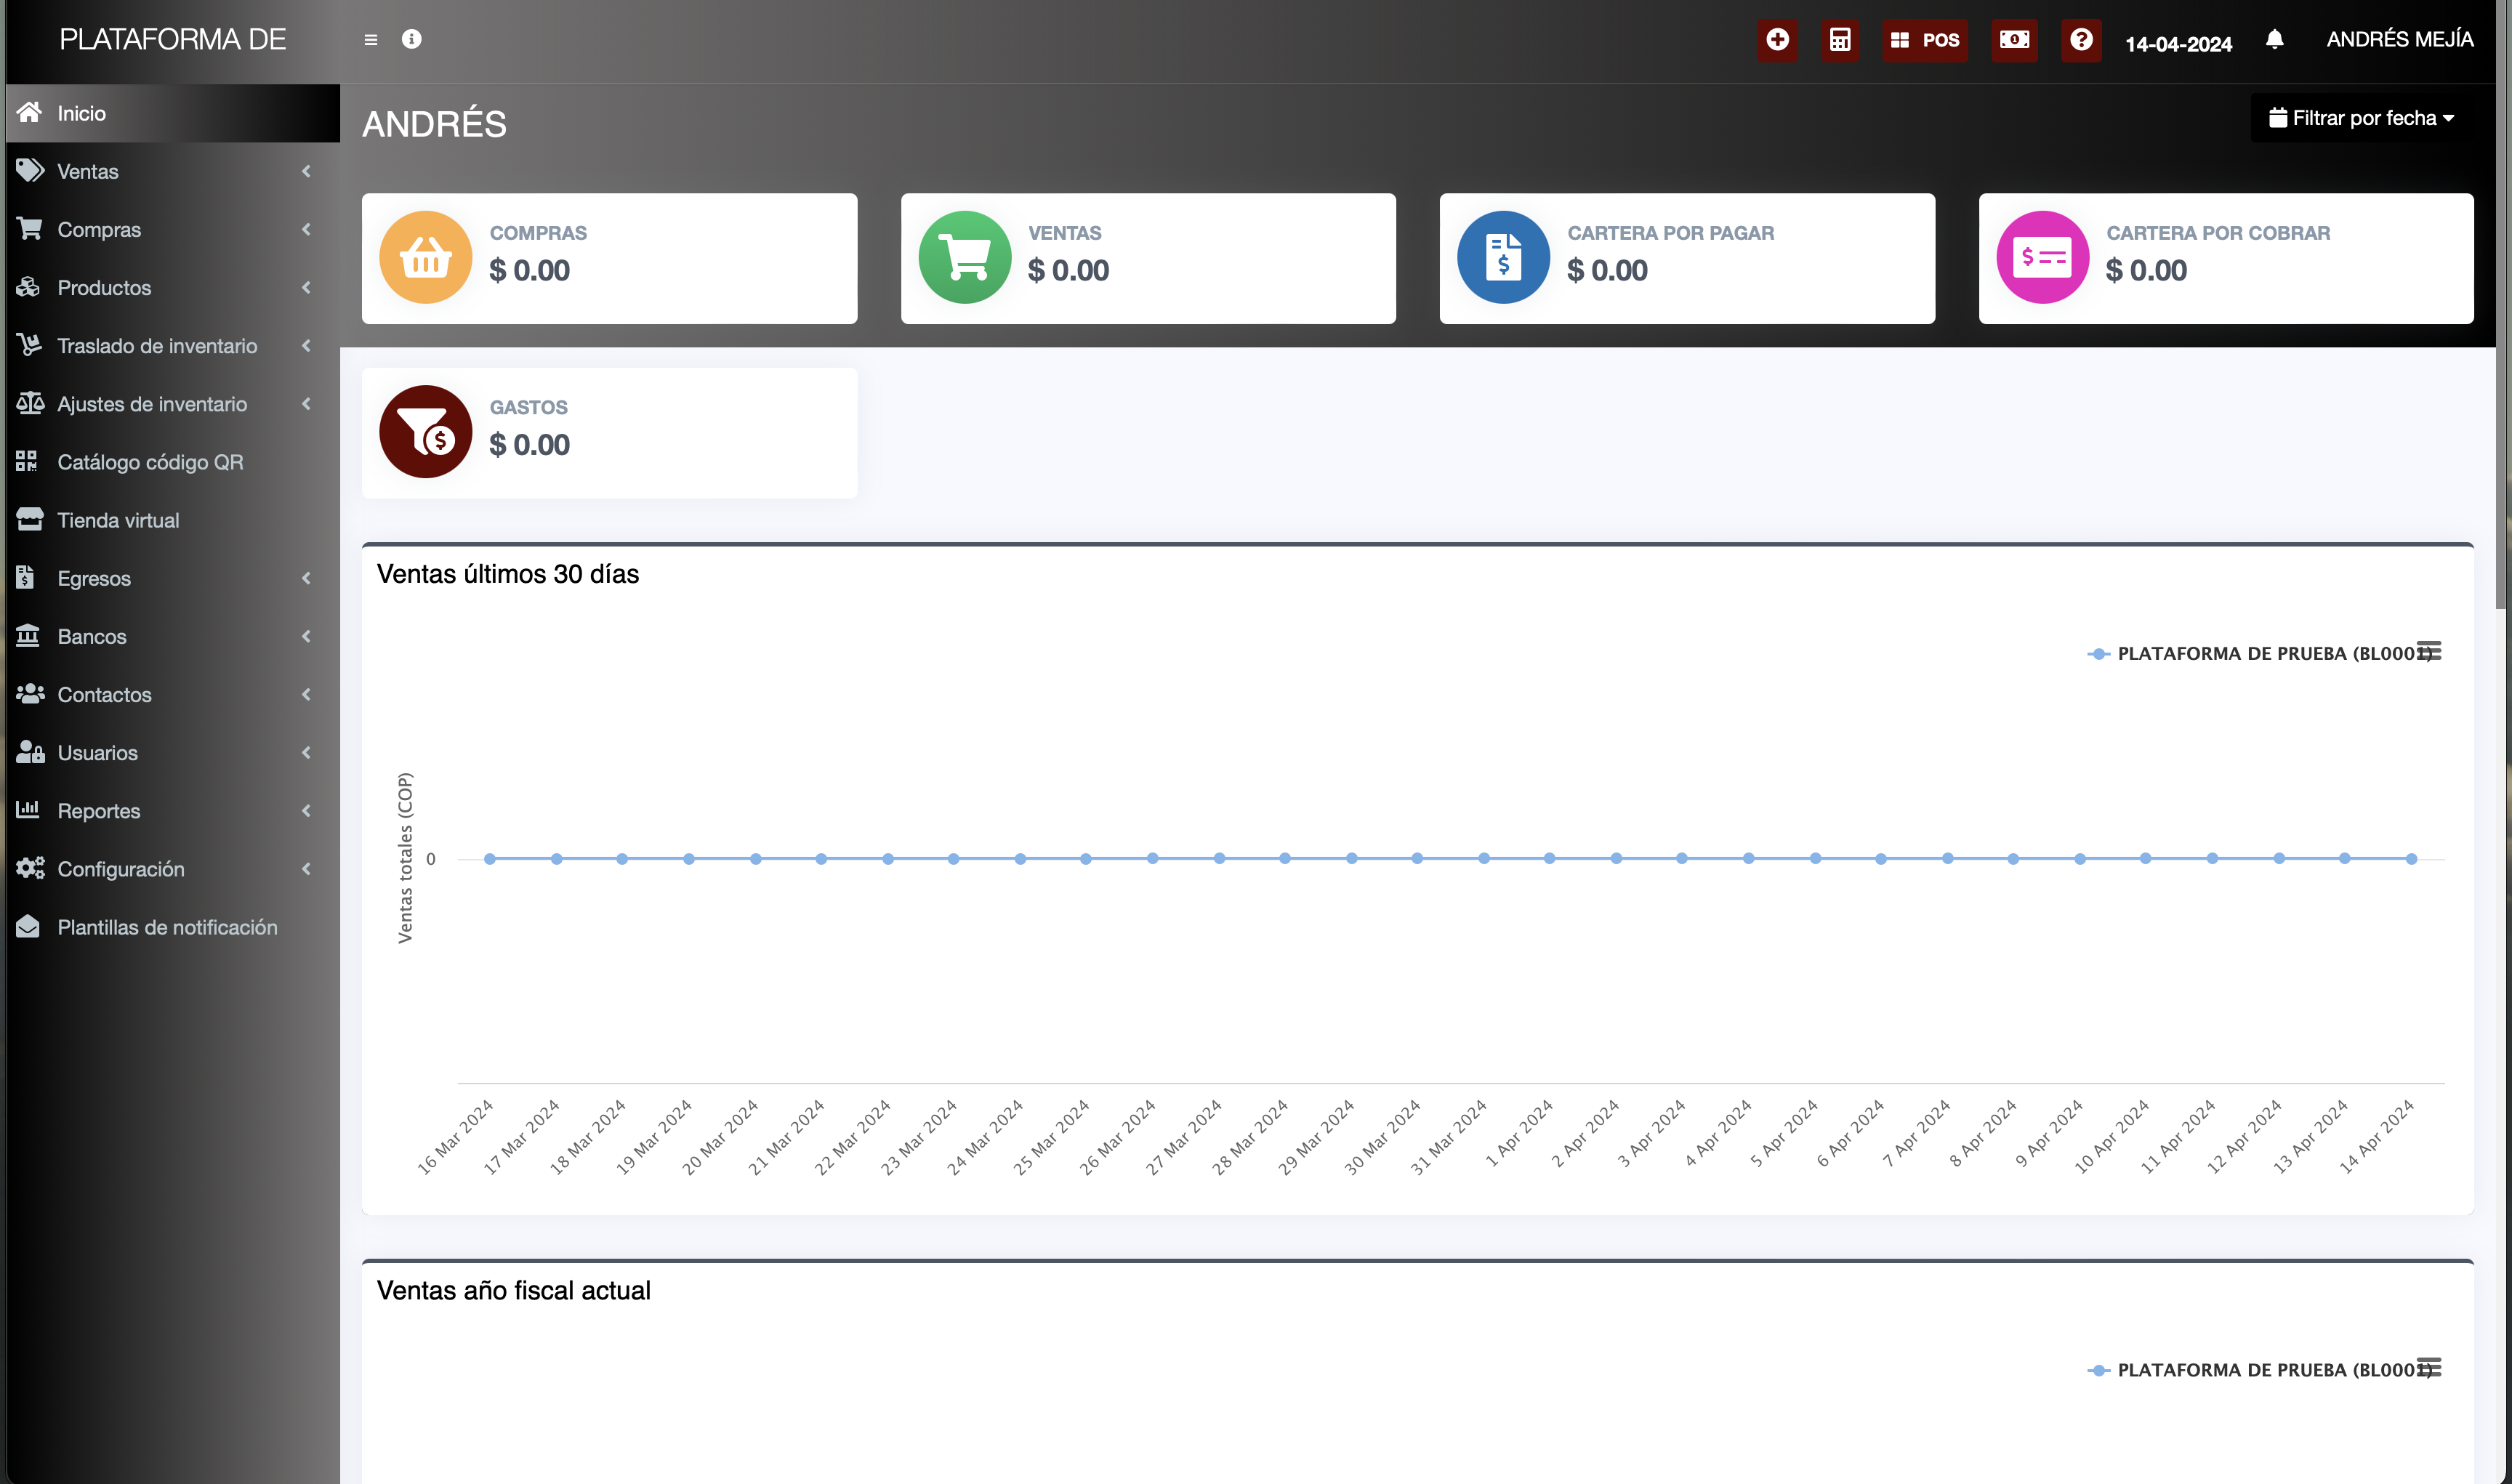 PLATAFORMA DE
POS
14-04-2024
ANDRÉS MEJÍA
Inicio
Ventas
Compras
Productos
Traslado de inventario
Ajustes de inventario
Catálogo código QR
Tienda virtual
Egresos
Bancos
Contactos
Usuarios
Reportes
Configuración
Plantillas de notificación
ANDRÉS
Filtrar por fecha
COMPRAS
$ 0.00
VENTAS
$ 0.00
CARTERA POR PAGAR
$ 0.00
CARTERA POR COBRAR
$ 0.00
GASTOS
$ 0.00
Ventas últimos 30 días
PLATAFORMA DE PRUEBA (BL0001)
Ventas totales (COP)
0
16 Mar 2024
17 Mar 2024
18 Mar 2024
19 Mar 2024
20 Mar 2024
21 Mar 2024
22 Mar 2024
23 Mar 2024
24 Mar 2024
25 Mar 2024
26 Mar 2024
27 Mar 2024
28 Mar 2024
29 Mar 2024
30 Mar 2024
31 Mar 2024
1 Apr 2024
2 Apr 2024
3 Apr 2024
4 Apr 2024
5 Apr 2024
6 Apr 2024
7 Apr 2024
8 Apr 2024
9 Apr 2024
10 Apr 2024
11 Apr 2024
12 Apr 2024
13 Apr 2024
14 Apr 2024
Ventas año fiscal actual
PLATAFORMA DE PRUEBA (BL0001)